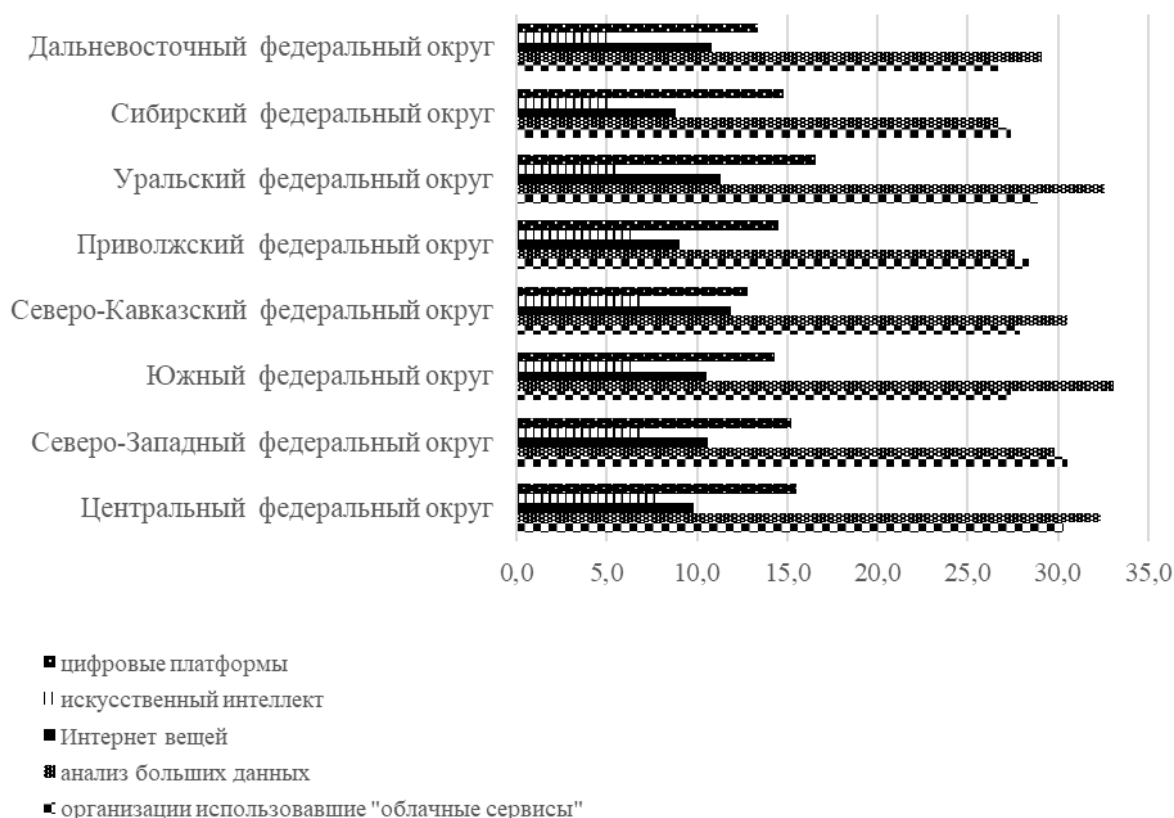 Дальневосточный федеральный округ
Сибирский федеральный округ
Уральский федеральный округ
Приволжский федеральный округ
Северо-Кавказский федеральный округ
Южный федеральный округ
Северо-Западный федеральный округ
Центральный федеральный округ
0,0 5,0 10,0 15,0 20,0 25,0 30,0 35,0
цифровые платформы
искусственный интеллект
Интернет вещей
анализ больших данных
организации использовавшие "облачные сервисы"